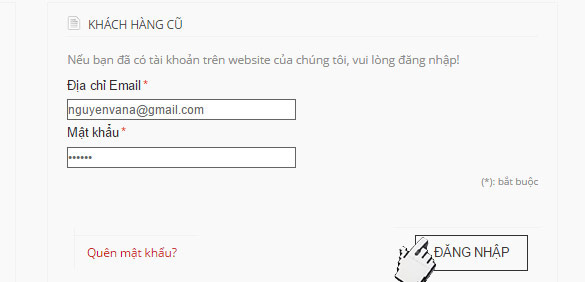 KHÁCH HÀNG CŨ
Nếu bạn đã có tài khoản trên website của chúng tôi, vui lòng đăng nhập!
Địa chỉ Email*
nguyenvana@gmail.com
Mật khẩu*
••••••
(*): bắt buộc
Quên mật khẩu?
ĐĂNG NHẬP